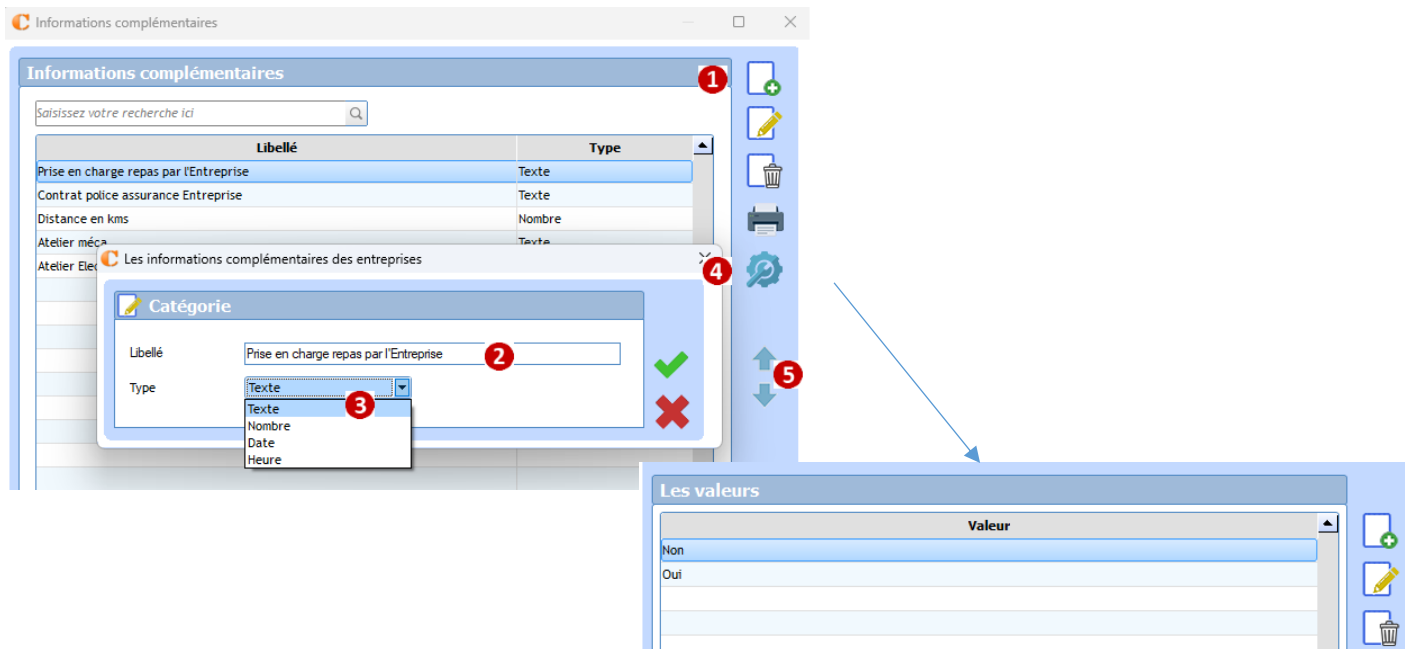 Informations complémentaires
Informations complémentaires
1
Saisissez votre recherche ici
Libellé Type
Prise en charge repas par l'Entreprise Texte
Contrat police assurance Entreprise Texte
Distance en kms Nombre
Atelier méca Texte
Atelier Elec
Les informations complémentaires des entreprises
4
Catégorie
Libellé Prise en charge repas par l'Entreprise 2
Type Texte
5
Texte 3
Nombre
Date
Heure
Les valeurs
Valeur
Non
Oui